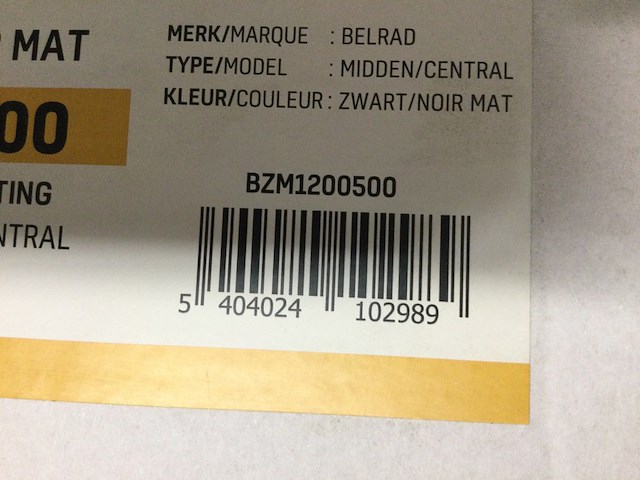 MAT
MERK/MARQUE : BELRAD
TYPE/MODEL : MIDDEN/CENTRAL
KLEUR/COULEUR : ZWART/NOIR MAT
00
TING
NTRAL
BZM1200500
5 404024 102989